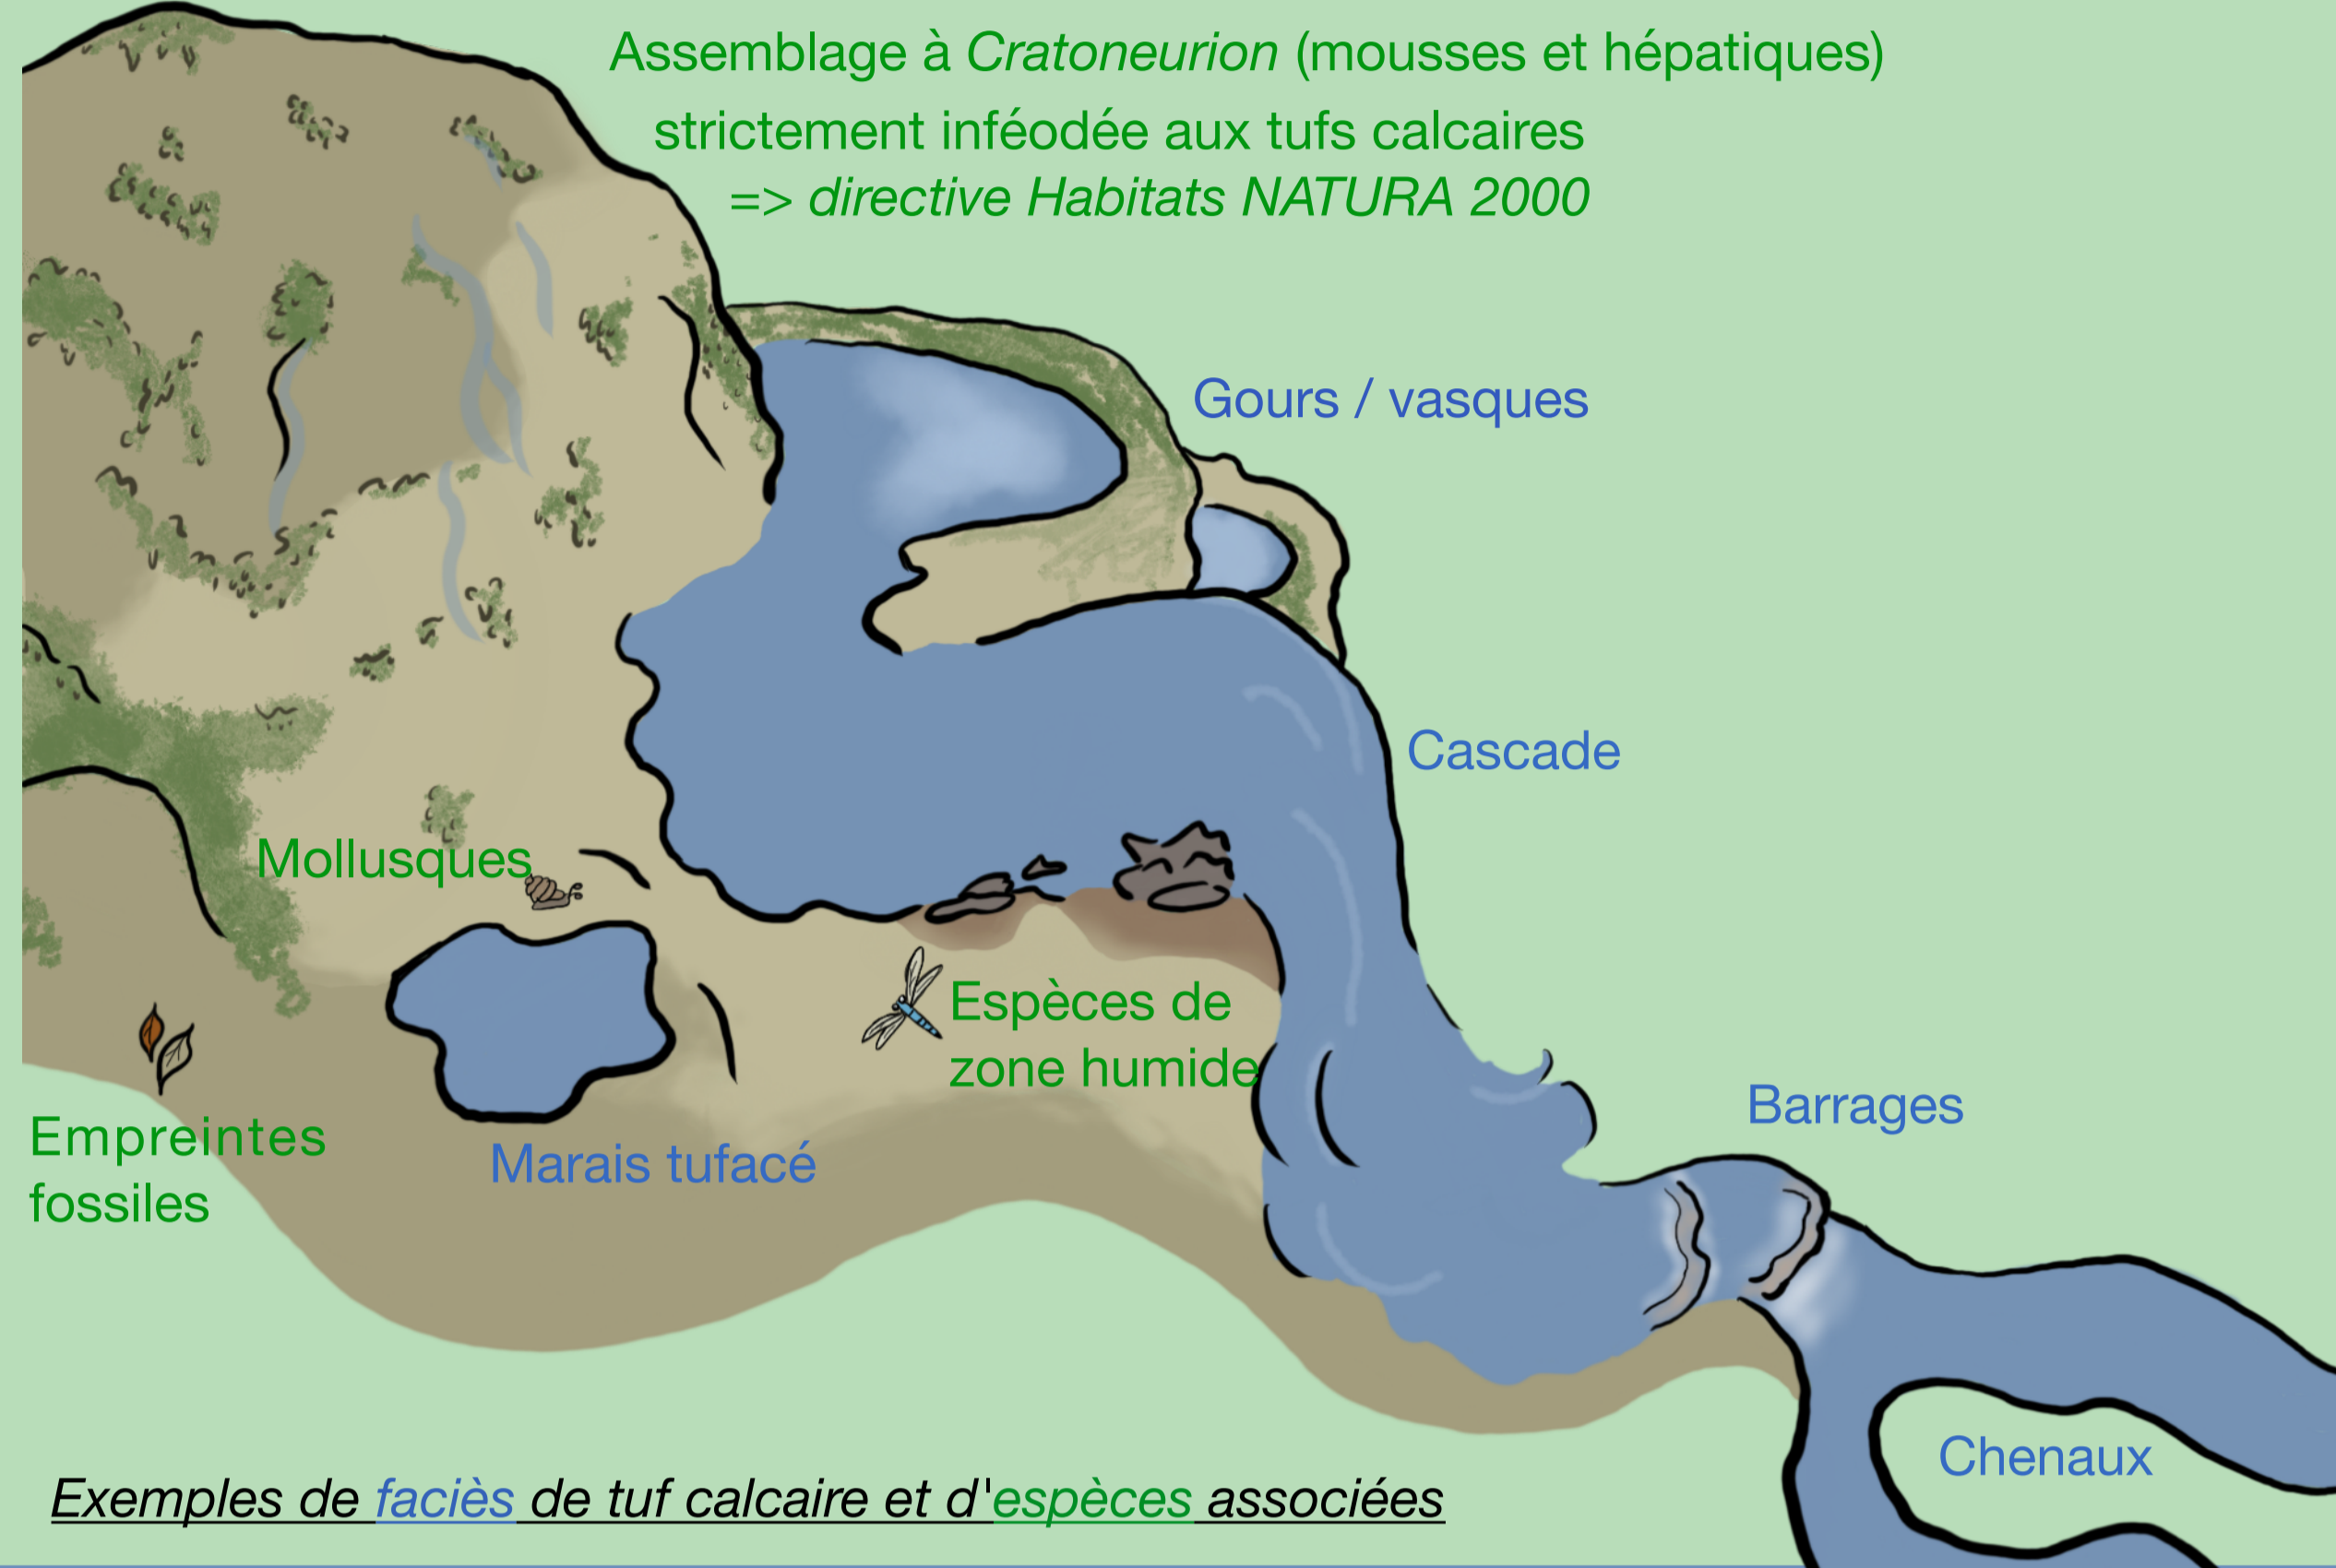 Assemblage à Cratoneurion (mousses et hépatiques)
strictement inféodée aux tufs calcaires
=> directive Habitats NATURA 2000
Gours / vasques
Cascade
Mollusques
Espèces de
zone humide
Barrages
Empreintes
fossiles
Marais tufacé
Chenaux
Exemples de faciès de tuf calcaire et d'espèces associées